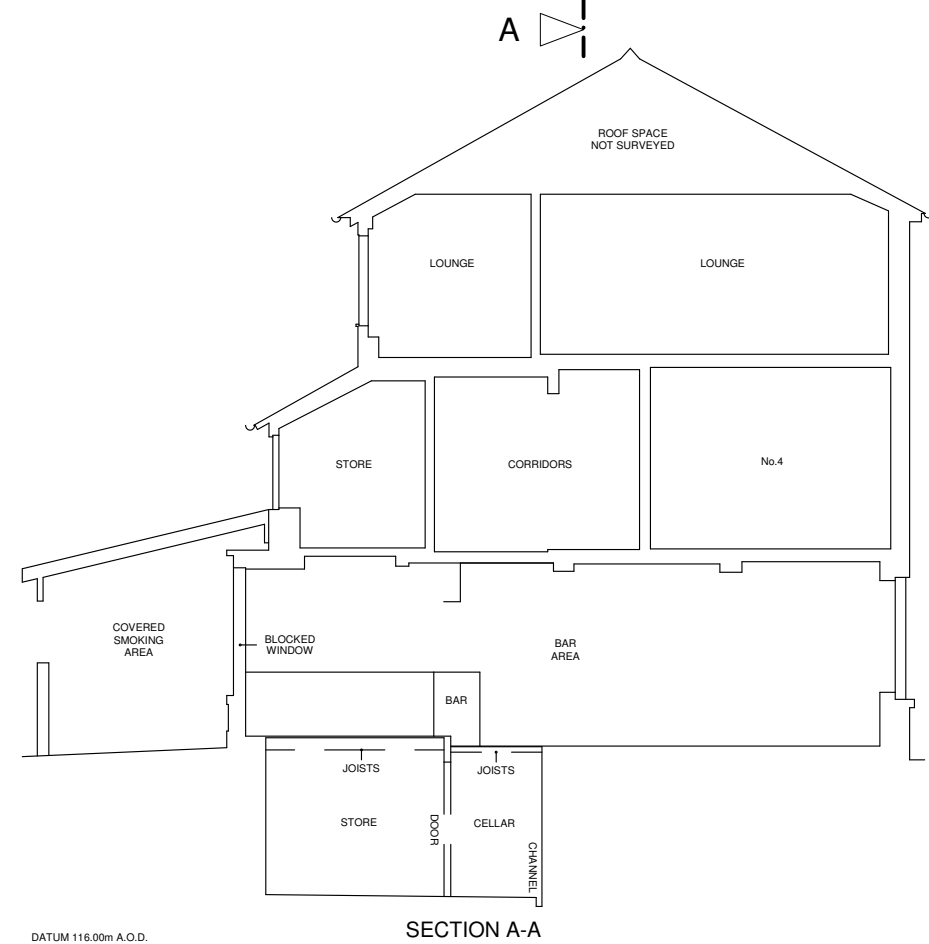 A
ROOF SPACE
NOT SURVEYED
LOUNGE
LOUNGE
STORE
CORRIDORS
No.4
COVERED
SMOKING
AREA
BLOCKED
WINDOW
BAR
AREA
BAR
JOISTS
JOISTS
STORE
DOOR
CELLAR
CHANNEL
SECTION A-A
DATUM 116.00m A.O.D.